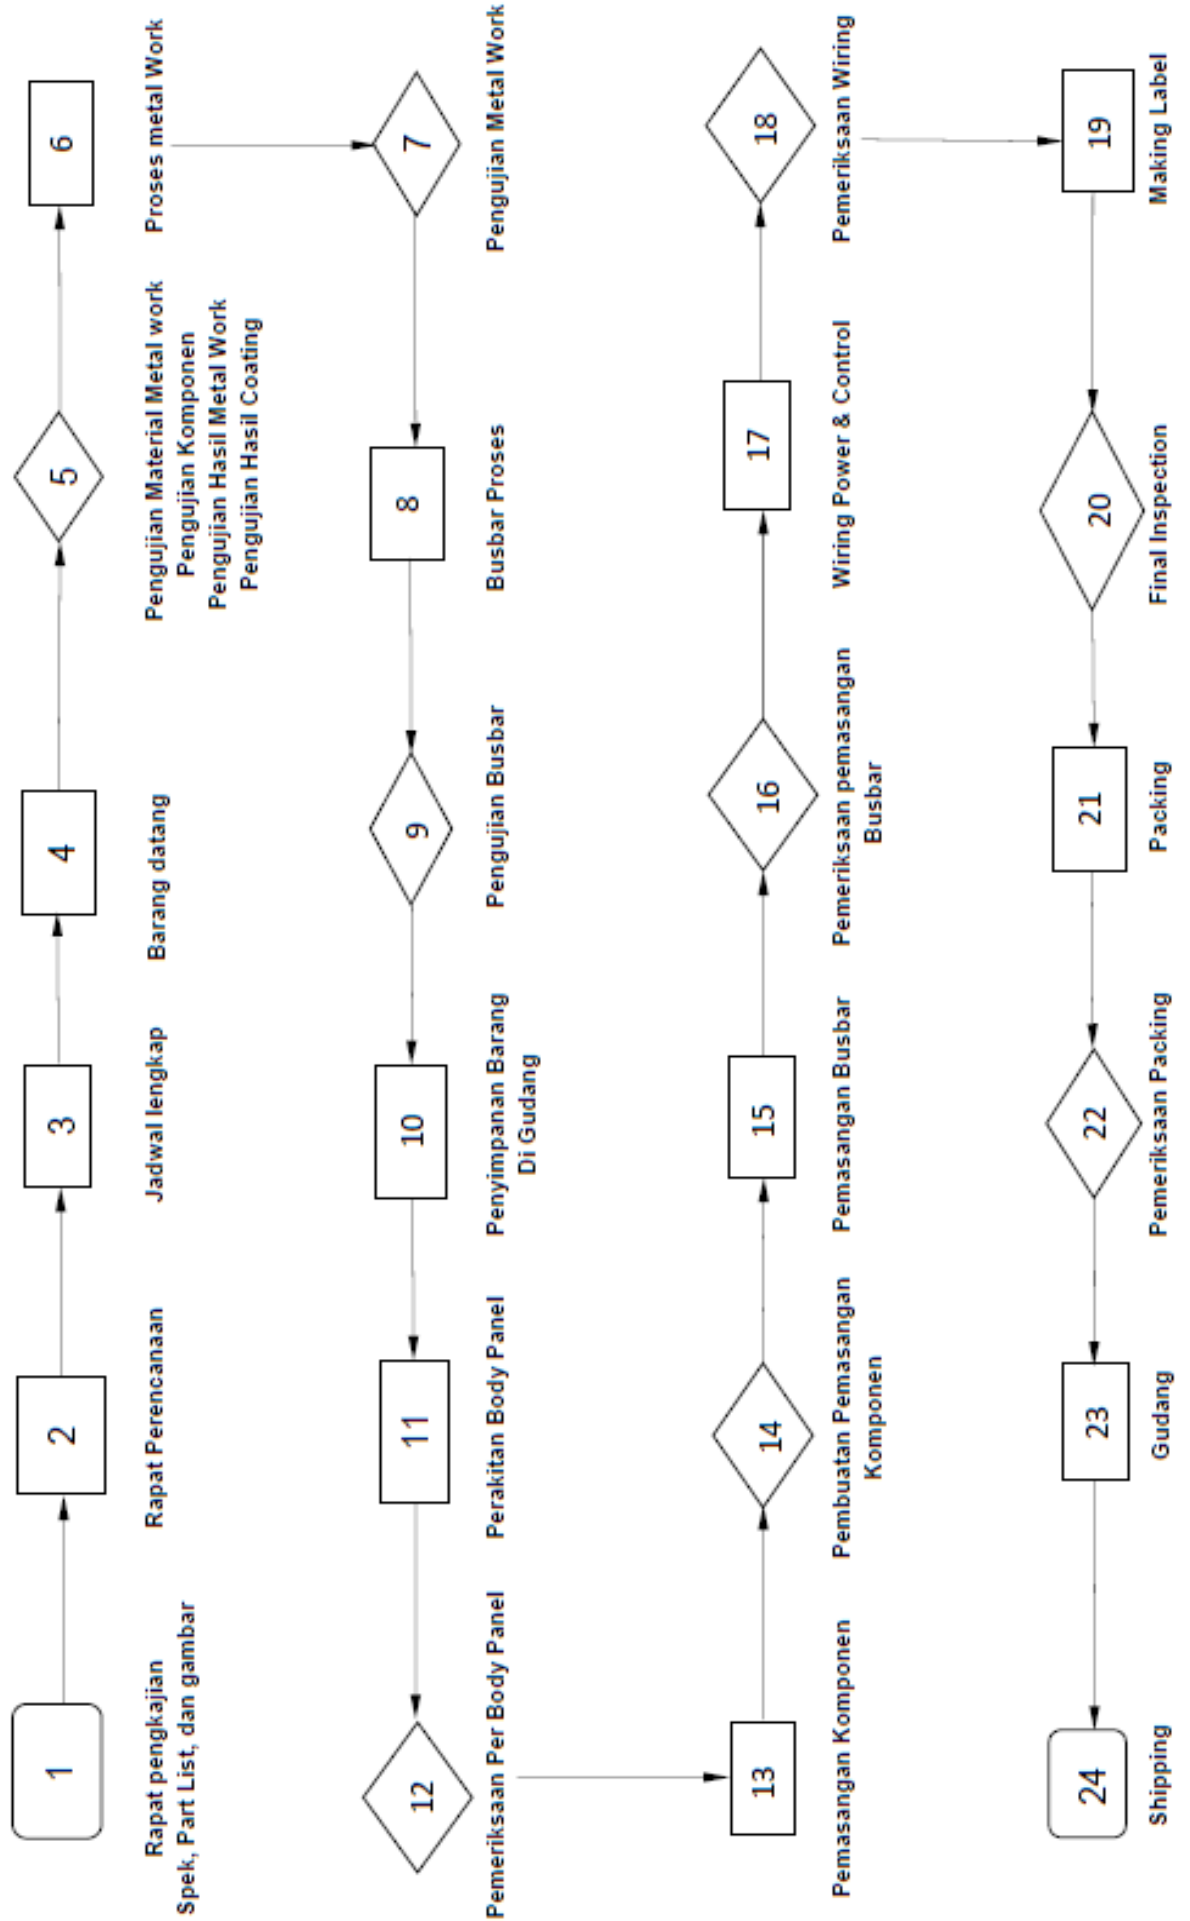 1
Rapat pengkajian
Spek, Part List, dan gambar
2
Rapat Perencanaan
3
Jadwal lengkap
4
Barang datang
5
Pengujian Material Metal work
Pengujian Komponen
Pengujian Hasil Metal Work
Pengujian Hasil Coating
6
Proses metal Work
7
Pengujian Metal Work
8
Busbar Proses
9
Pengujian Busbar
10
Penyimpanan Barang
Di Gudang
11
Perakitan Body Panel
12
Pemeriksaan Per Body Panel
13
Pemasangan Komponen
14
Pembuatan Pemasangan
Komponen
15
Pemasangan Busbar
16
Pemeriksaan pemasangan
Busbar
17
Wiring Power & Control
18
Pemeriksaan Wiring
19
Making Label
20
Final Inspection
21
Packing
22
Pemeriksaan Packing
23
Gudang
24
Shipping